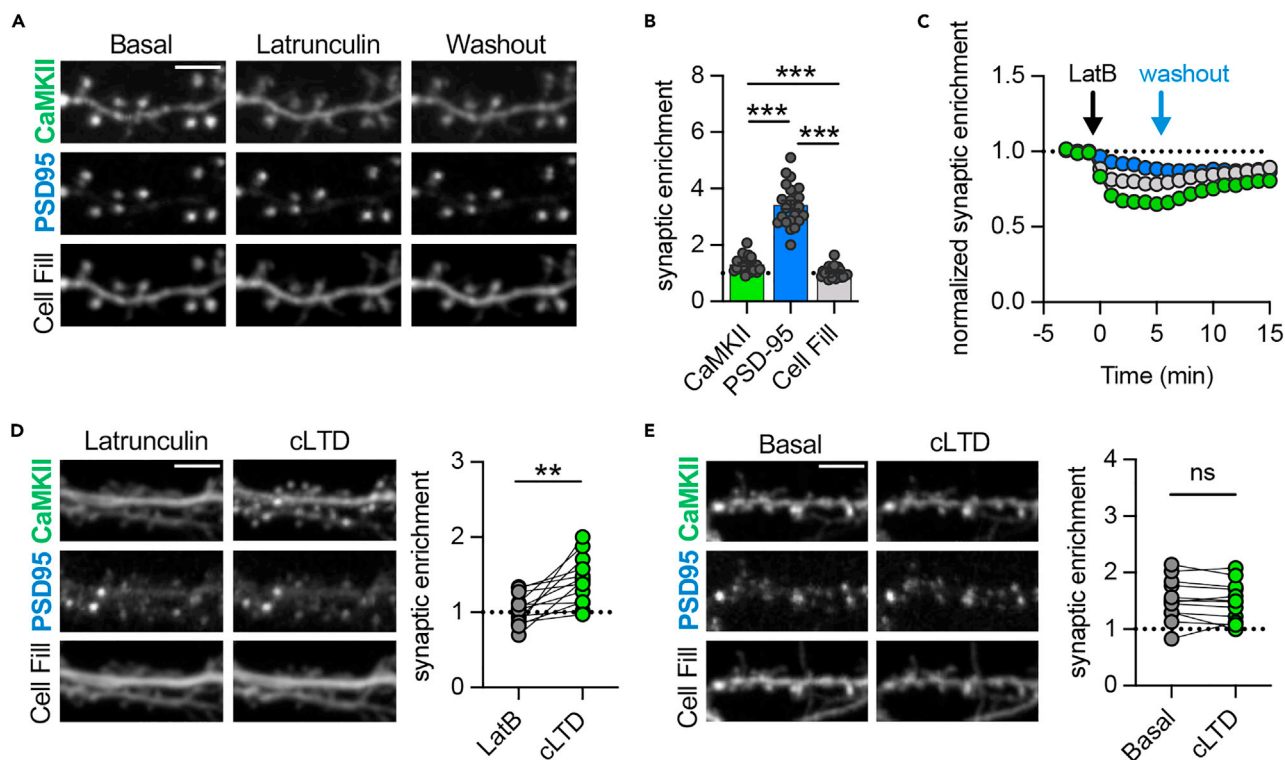 A
Basal
Latrunculin
Washout
CaMKII
PSD95
Cell Fill
B
synaptic enrichment
8
6
4
2
0
***
***
***
CaMKII
PSD-95
Cell Fill
C
normalized synaptic enrichment
1.5
1.0
0.5
0.0
LatB
washout
-5
0
5
10
15
Time (min)
D
Latrunculin
cLTD
CaMKII
PSD95
Cell Fill
synaptic enrichment
3
2
1
0
**
LatB
cLTD
E
Basal
cLTD
CaMKII
PSD95
Cell Fill
synaptic enrichment
4
3
2
1
0
ns
Basal
cLTD